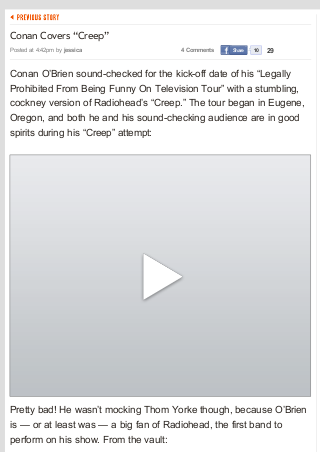 PREVIOUS STORY
Conan Covers “Creep”
Posted at 4:42pm by jessica 4 Comments Share 10 29
Conan O’Brien sound-checked for the kick-off date of his “Legally
Prohibited From Being Funny On Television Tour” with a stumbling,
cockney version of Radiohead’s “Creep.” The tour began in Eugene,
Oregon, and both he and his sound-checking audience are in good
spirits during his “Creep” attempt:
Pretty bad! He wasn’t mocking Thom Yorke though, because O’Brien
is — or at least was — a big fan of Radiohead, the first band to
perform on his show. From the vault: